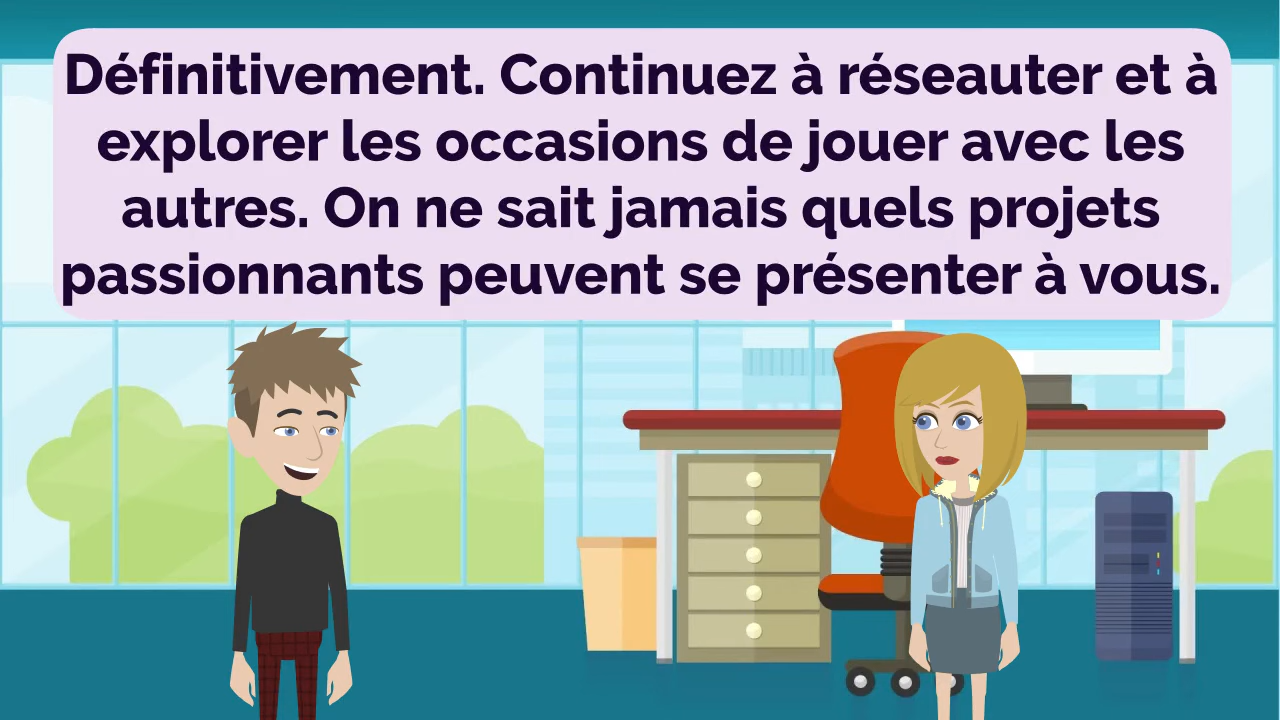 Définitivement. Continuez à réseauter et à
explorer les occasions de jouer avec les
autres. On ne sait jamais quels projets
passionnants peuvent se présenter à vous.